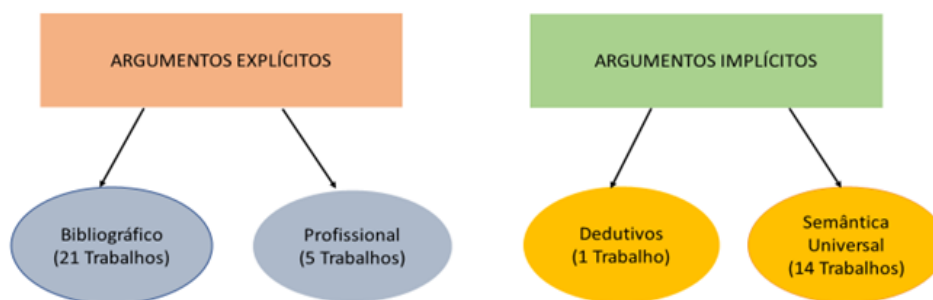 ARGUMENTOS EXPLÍCITOS
ARGUMENTOS IMPLÍCITOS
Bibliográfico
(21 Trabalhos)
Profissional
(5 Trabalhos)
Dedutivos
(1 Trabalho)
Semântica
Universal
(14 Trabalhos)